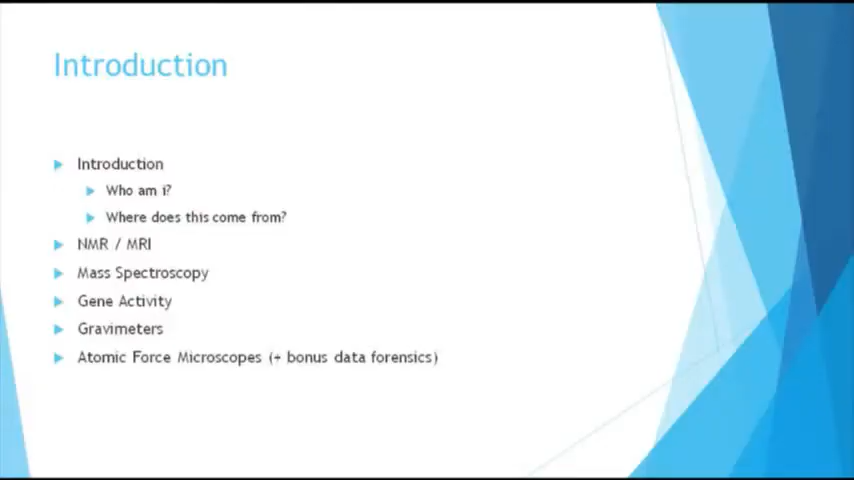 Introduction
Introduction
Who am i?
Where does this come from?
NMR / MRI
Mass Spectroscopy
Gene Activity
Gravimeters
Atomic Force Microscopes (+ bonus data forensics)